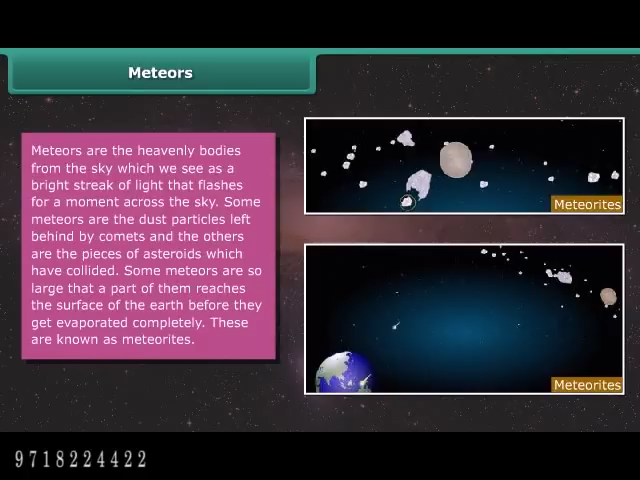 Meteors
Meteors are the heavenly bodies
from the sky which we see as a
bright streak of light that flashes
for a moment across the sky. Some
meteors are the dust particles left
behind by comets and the others
are the pieces of asteroids which
have collided. Some meteors are so
large that a part of them reaches
the surface of the earth before they
get evaporated completely. These
are known as meteorites.
Meteorites
Meteorites
9718224422